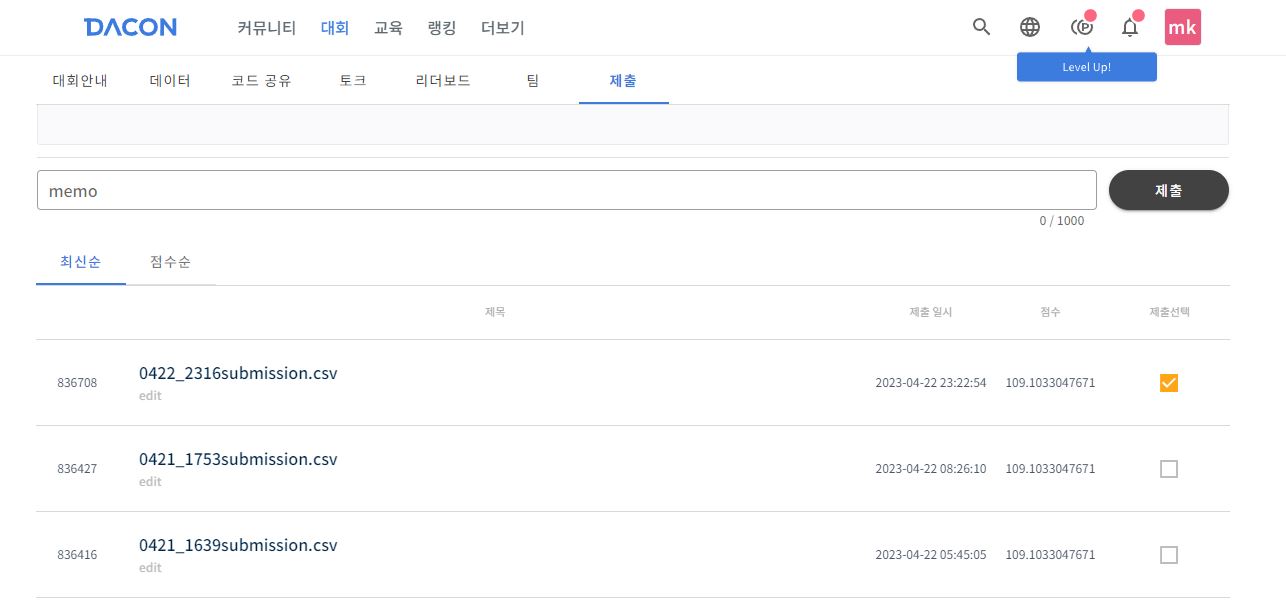 DACON 커뮤니티 대회 교육 랭킹 더보기 P mk
Level Up!
대회안내 데이터 코드 공유 토크 리더보드 팀 제출
memo 제출
0 / 1000
최신순 점수순
제목 제출 일시 점수 제출선택
836708 0422_2316submission.csv 2023-04-22 23:22:54 109.1033047671
edit
836427 0421_1753submission.csv 2023-04-22 08:26:10 109.1033047671
edit
836416 0421_1639submission.csv 2023-04-22 05:45:05 109.1033047671
edit